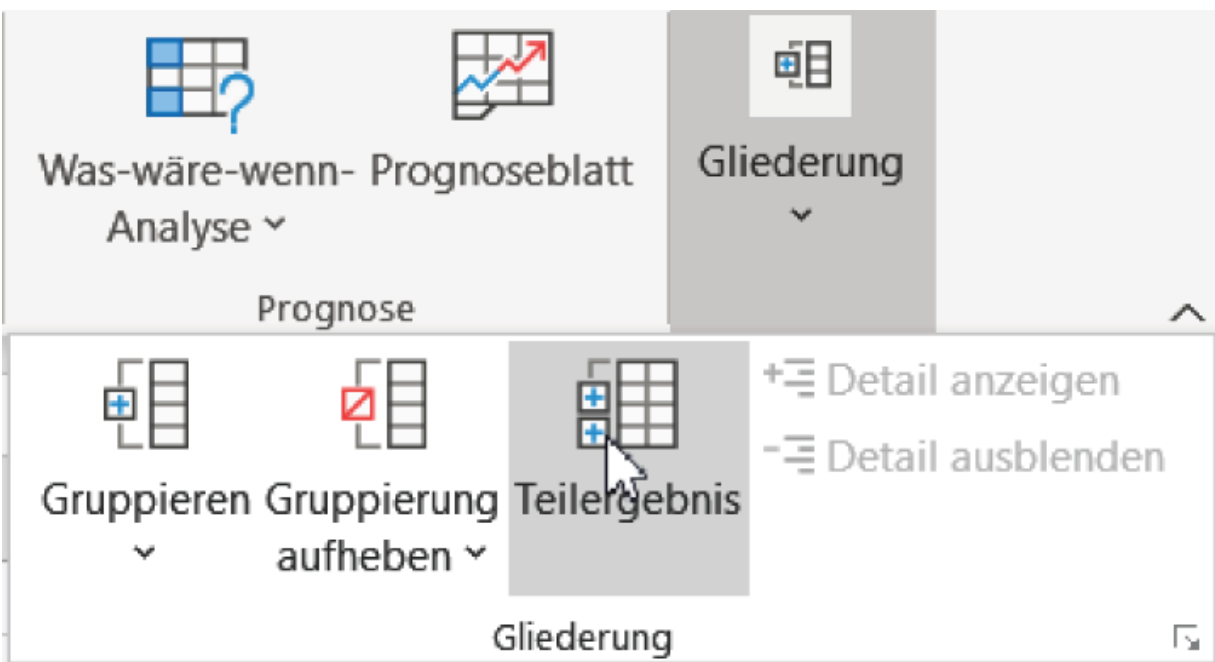 Was-wäre-wenn-
Analyse
Prognoseblatt
Prognose
Gliederung
Gruppieren
Gruppierung
aufheben
Teilergebnis
Detail anzeigen
Detail ausblenden
Gliederung